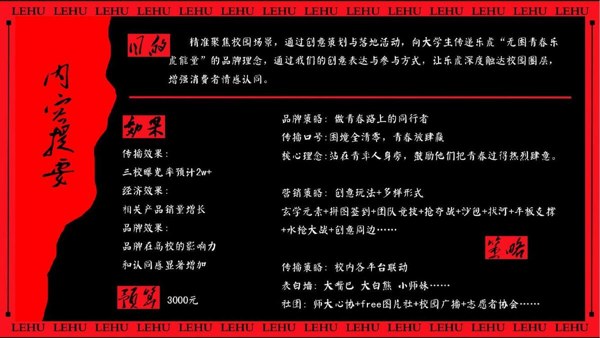 LEHU LEHU LEHU LEHU LEHU LEHU LEHU LEHU LEHU LEHU LEHU LEHU
内容提要
目的
精准聚焦校园场景，通过创意策划与落地活动，向大学生传递乐虎“无困青春乐
虎能量”的品牌理念，通过我们的创意表达与参与方式，让乐虎深度融达校园圈层，
增强消费者情感认同。
效果
传播效果：
三校曝光率预计2w+
经济效果：
相关产品销量增长
品牌效果：
品牌在高校的影响力
和认同感显著增加
预算
3000元
品牌策略：做青春路上的同行者
传播口号:困境全清零，青春放肆赢
核心理念:站在青年人身旁，鼓励他们把青春过得热烈肆意。
营销策略：创意玩法+多样形式
玄学元素+拼图签到+团队竞技+抢夺战+沙包+拔河+平板支撑
+水枪大战+创意周边……
策略
传播策略：校内各平台联动
表白墙：大嘴巴 大白熊 小师妹……
社团：师大心协+free图片社+校园广播+志愿者协会……
LEHU LEHU LEHU LEHU LEHU LEHU LEHU LEHU LEHU LEHU LEHU LEHU